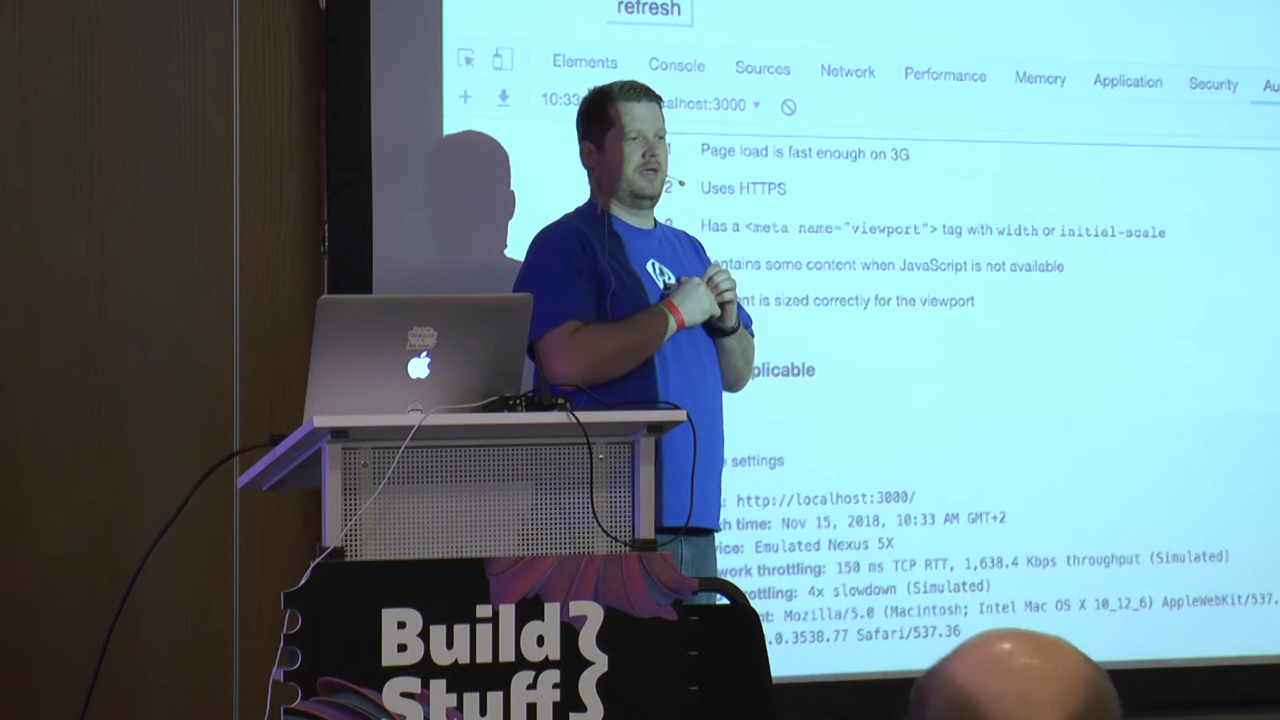 refresh
Elements Console Sources Network Performance Memory Application Security Au
10:33 alhost:3000
Page load is fast enough on 3G
2 Uses HTTPS
Has a <meta name="viewport"> tag with width or initial-scale
ntains some content when JavaScript is not available
nt is sized correctly for the viewport
plicable
settings
: http://localhost:3000/
h time: Nov 15, 2018, 10:33 AM GMT+2
ice: Emulated Nexus 5X
work throttling: 150 ms TCP RTT, 1,638.4 Kbps throughput (Simulated)
ottling: 4x slowdown (Simulated)
nt: Mozilla/5.0 (Macintosh; Intel Mac OS X 10_12_6) AppleWebKit/537.
.0.3538.77 Safari/537.36
Build
Stuff